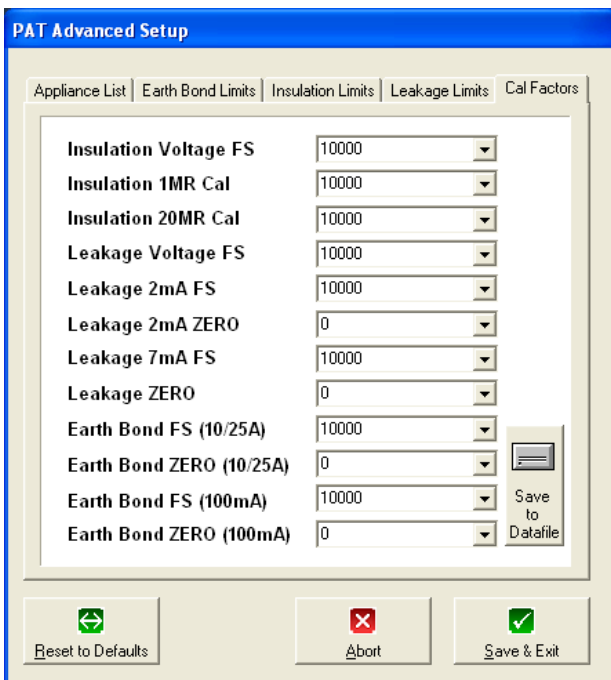 PAT Advanced Setup
Appliance List Earth Bond Limits Insulation Limits Leakage Limits Cal Factors
Insulation Voltage FS 10000
Insulation 1MR Cal 10000
Insulation 20MR Cal 10000
Leakage Voltage FS 10000
Leakage 2mA FS 10000
Leakage 2mA ZERO 0
Leakage 7mA FS 10000
Leakage ZERO 0
Earth Bond FS (10/25A) 10000
Earth Bond ZERO (10/25A) 0
Earth Bond FS (100mA) 10000
Earth Bond ZERO (100mA) 0
Save
to
Datafile
Reset to Defaults Abort Save & Exit